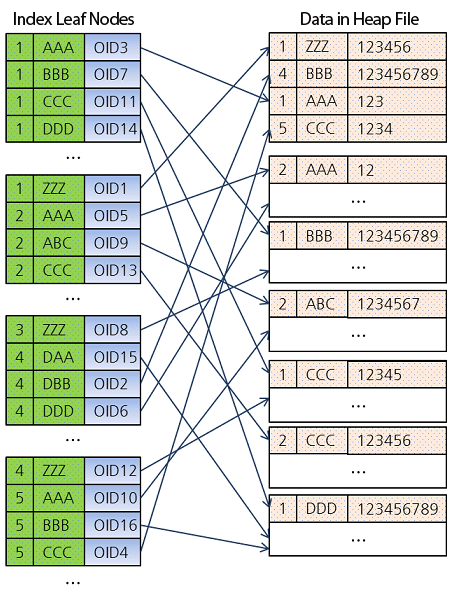 Index Leaf Nodes
1 AAA OID3
1 BBB OID7
1 CCC OID11
1 DDD OID14
...
1 ZZZ OID1
2 AAA OID5
2 ABC OID9
2 CCC OID13
...
3 ZZZ OID8
4 DAA OID15
4 DBB OID2
4 DDD OID6
...
4 ZZZ OID12
5 AAA OID10
5 BBB OID16
5 CCC OID4
...
Data in Heap File
1 ZZZ 123456
4 BBB 123456789
1 AAA 123
5 CCC 1234
2 AAA 12
...
1 BBB 123456789
...
2 ABC 1234567
...
1 CCC 12345
...
2 CCC 123456
...
1 DDD 123456789
...